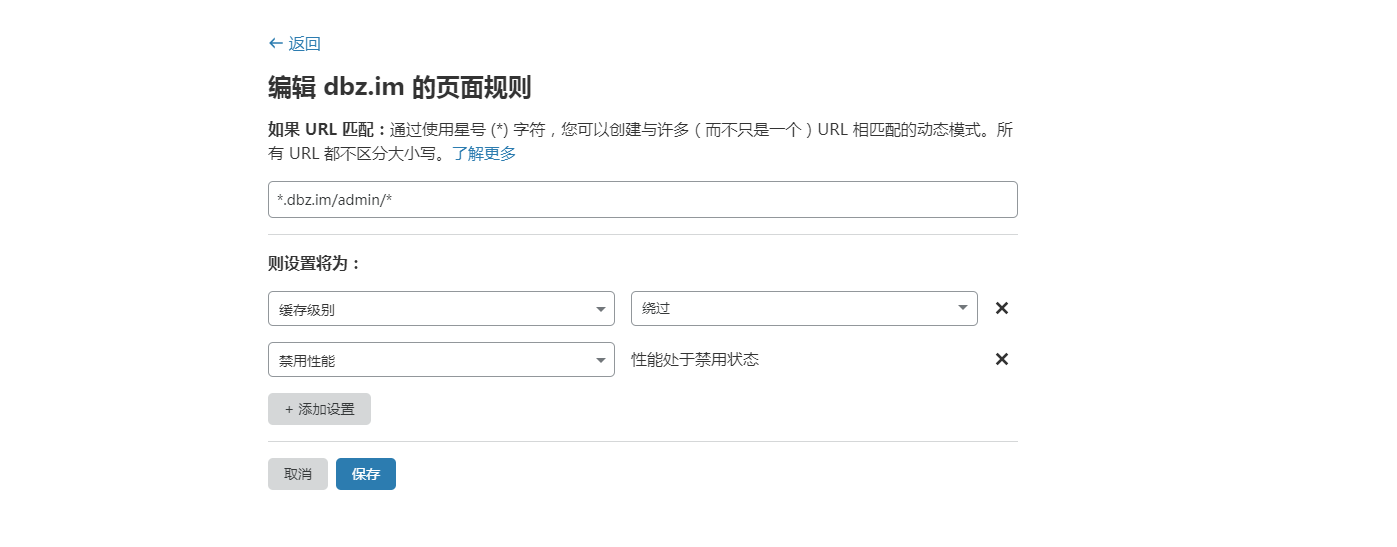 ← 返回
编辑 dbz.im 的页面规则
如果 URL 匹配：通过使用星号 (*) 字符，您可以创建与许多（而不只是一个）URL 相匹配的动态模式。所
有 URL 都不区分大小写。了解更多
*.dbz.im/admin/*
则设置将为：
缓存级别 绕过
禁用性能 性能处于禁用状态
+ 添加设置
取消 保存